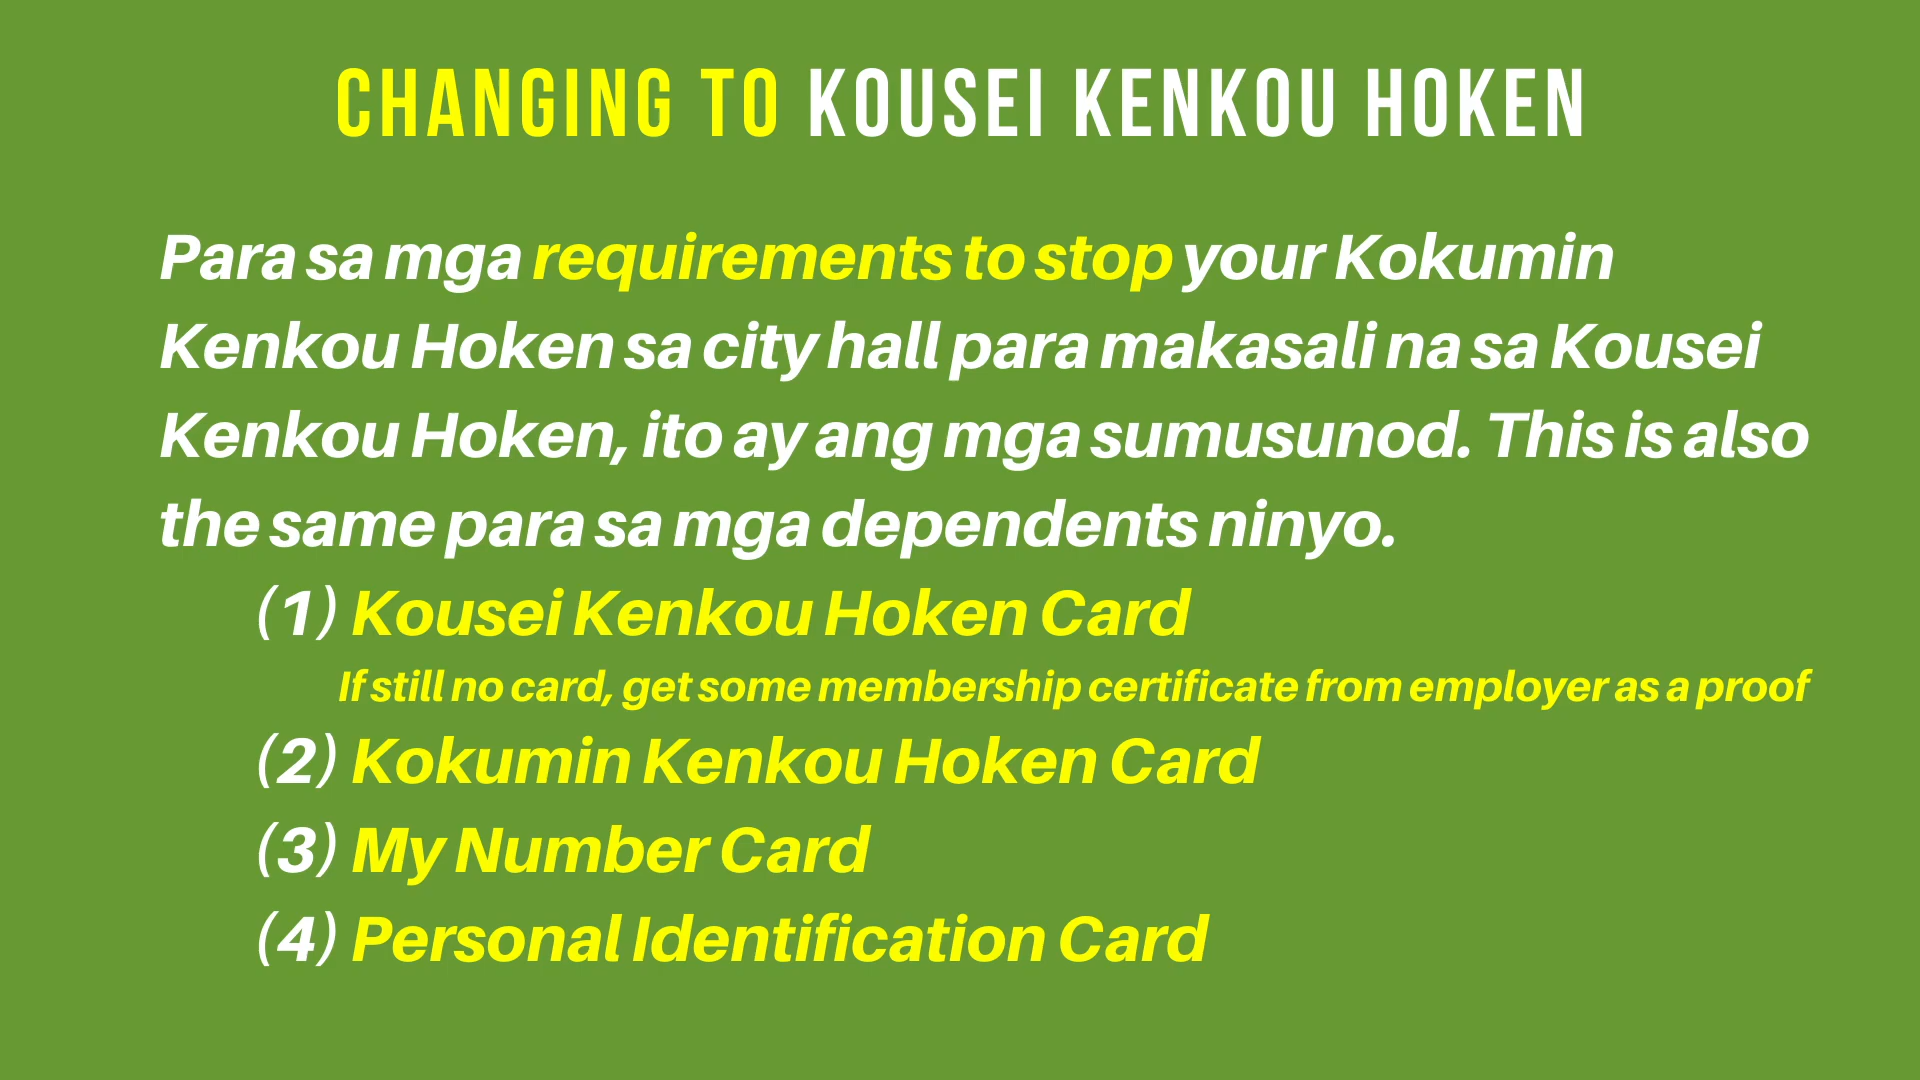 CHANGING TO KOUSEI KENKOU HOKEN
Para sa mga requirements to stop your Kokumin
Kenkou Hoken sa city hall para makasali na sa Kousei
Kenkou Hoken, ito ay ang mga sumusunod. This is also
the same para sa mga dependents ninyo.
(1) Kousei Kenkou Hoken Card
If still no card, get some membership certificate from employer as a proof
(2) Kokumin Kenkou Hoken Card
(3) My Number Card
(4) Personal Identification Card